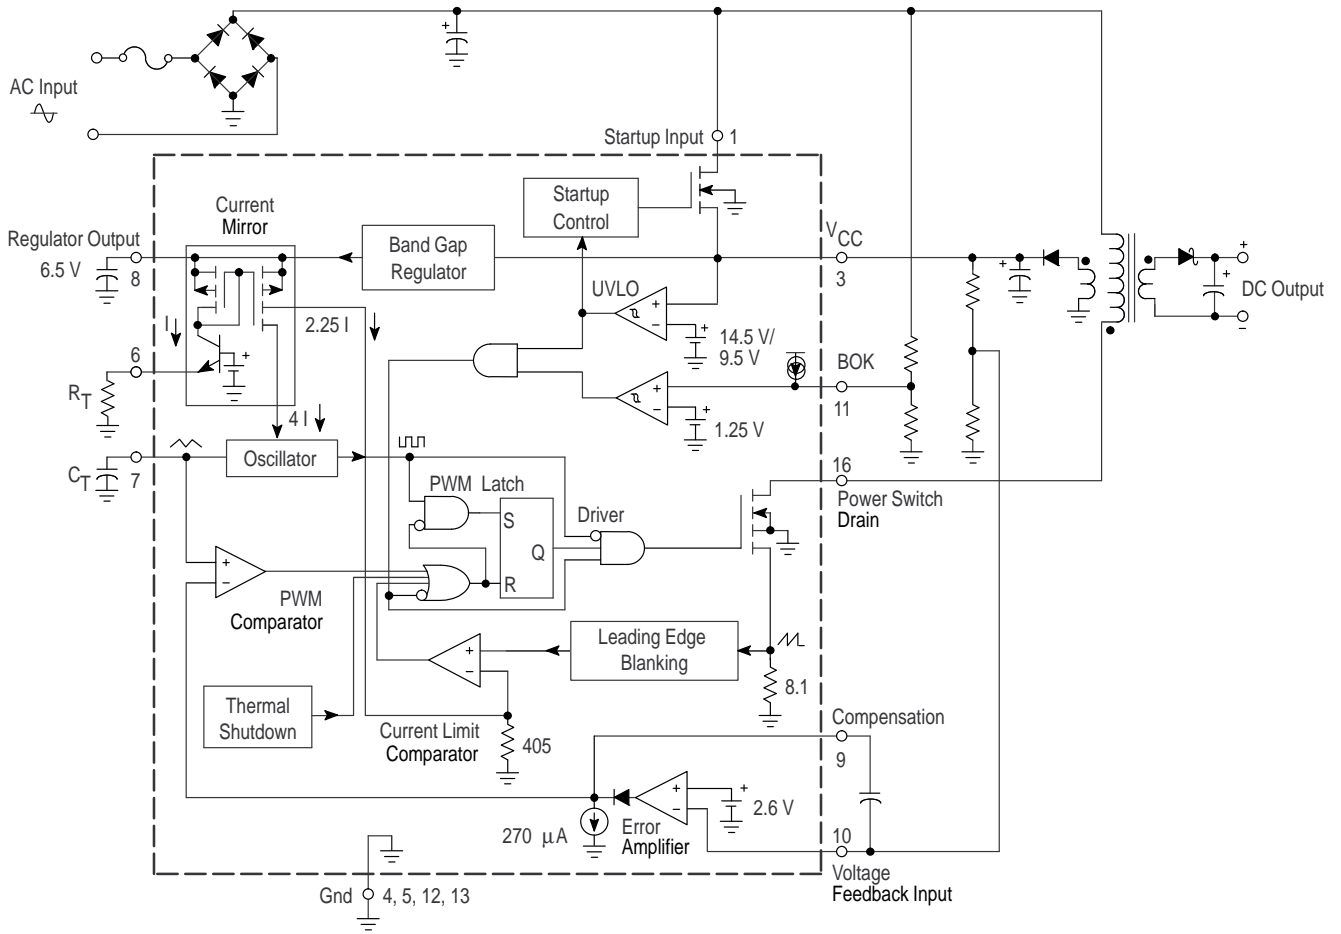 AC Input
Startup Input
1
Current
Mirror
Startup
Control
Regulator Output
6.5 V
8
Band Gap
Regulator
VCC
3
DC Output
+
−
+
+
+
UVLO
+
−
+
14.5 V/
9.5 V
I
2.25 I
6
RT
+
BOK
11
+
−
+
1.25 V
4 I
CT
7
Oscillator
16
Power Switch
Drain
PWM Latch
S
Q
R
Driver
+
−
PWM
Comparator
Leading Edge
Blanking
+
−
8.1
Thermal
Shutdown
Current Limit
Comparator
405
Compensation
9
+
−
+
2.6 V
270 μA
Error
Amplifier
10
Voltage
Feedback Input
Gnd
4, 5, 12, 13